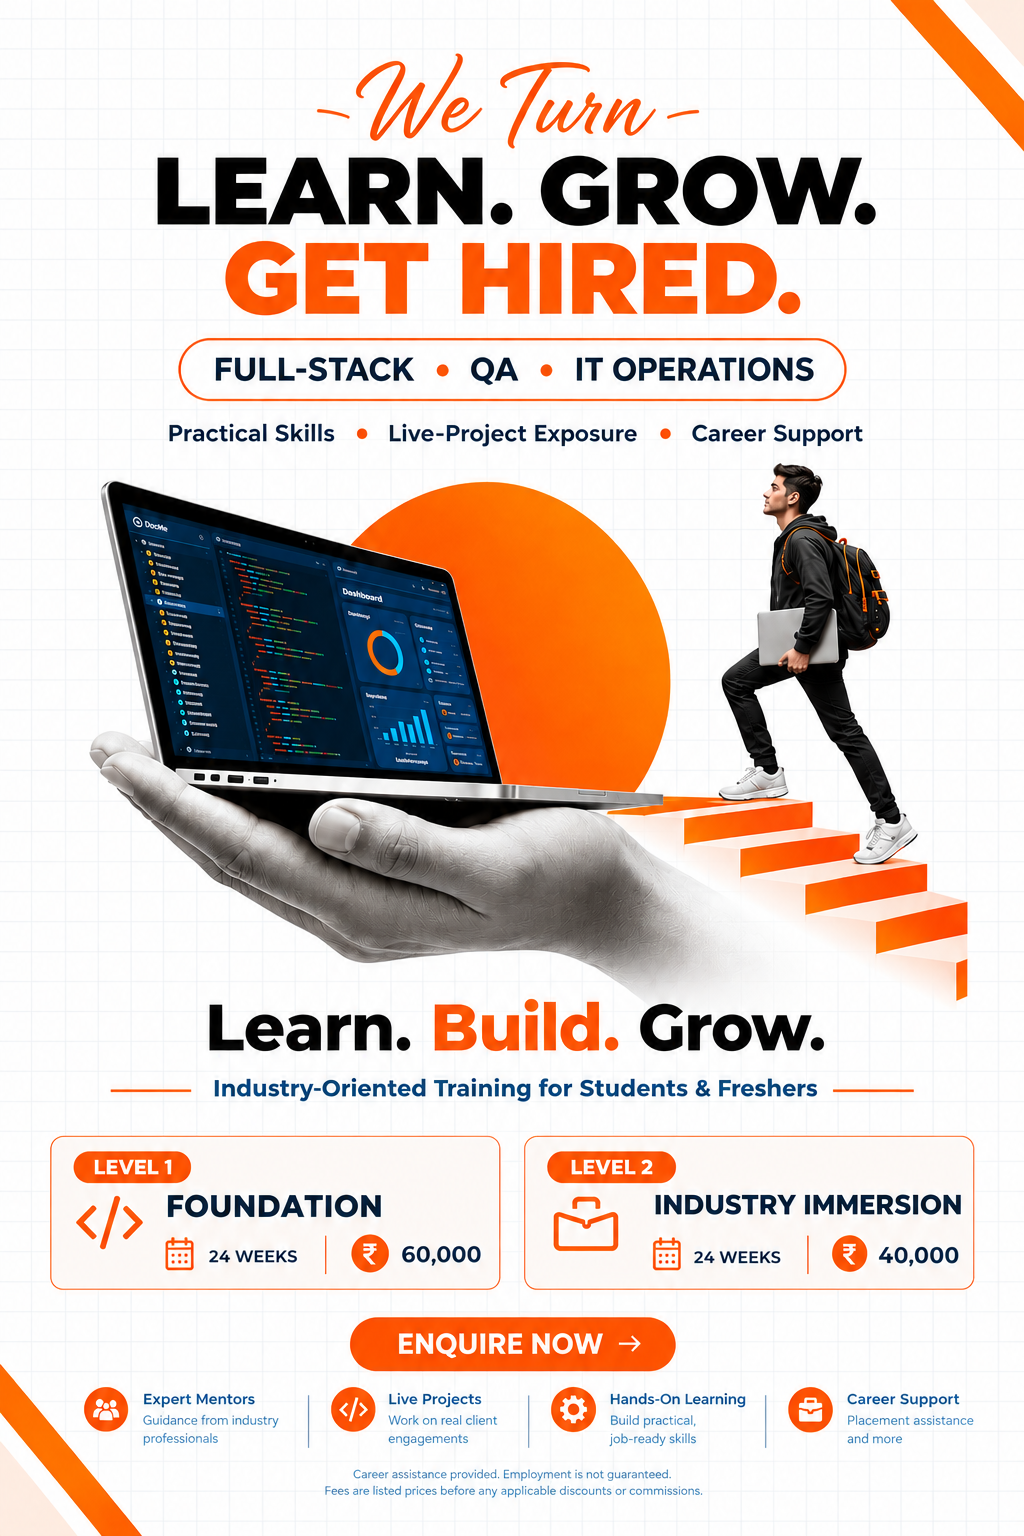 We Turn
LEARN. GROW.
GET HIRED.
FULL-STACK • QA • IT OPERATIONS
Practical Skills • Live-Project Exposure • Career Support
DocMe
Dashboard
Learn. Build. Grow.
Industry-Oriented Training for Students & Freshers
LEVEL 1
FOUNDATION
24 WEEKS
₹ 60,000
LEVEL 2
INDUSTRY IMMERSION
24 WEEKS
₹ 40,000
ENQUIRE NOW →
Expert Mentors
Guidance from industry
professionals
Live Projects
Work on real client
engagements
Hands-On Learning
Build practical,
job-ready skills
Career Support
Placement assistance
and more
Career assistance provided. Employment is not guaranteed.
Fees are listed prices before any applicable discounts or commissions.